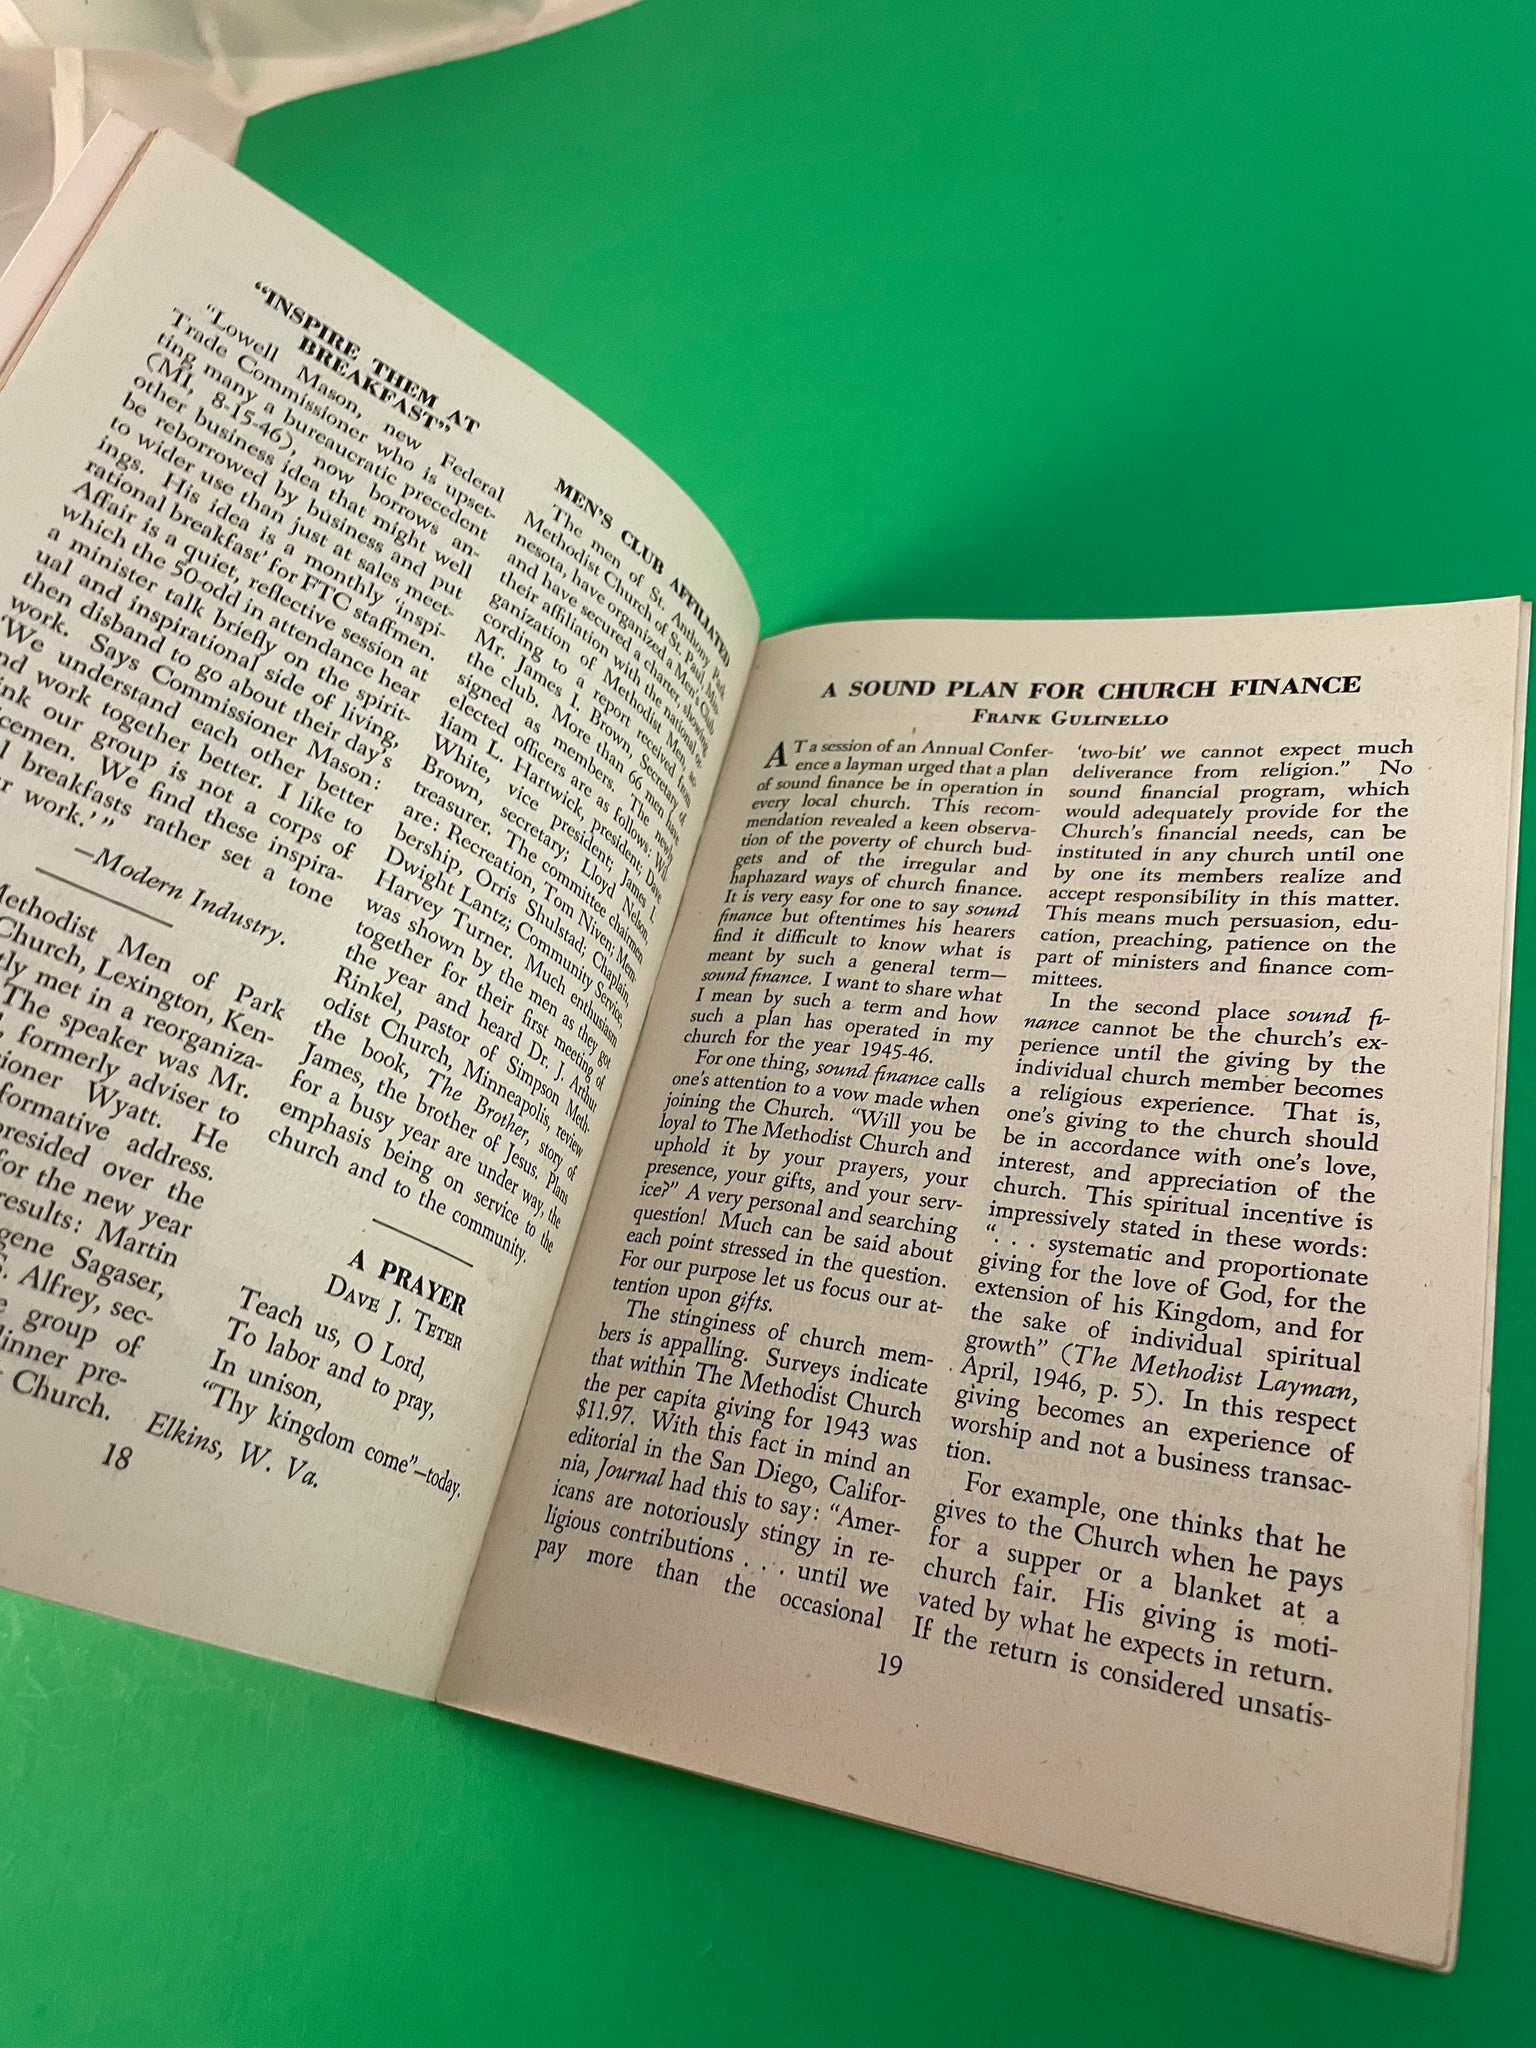 “INSPIRE THEM AT
BREAKFAST”
“Lowell Mason, new Federal
Trade Commissioner who is upset-
ting many a bureaucratic precedent
(MI, 8-15-46), now borrows an-
other business idea that might well
be reborrowed by business and put
to wider use than just at sales meet-
ings. His idea is a monthly ‘inspi-
rational breakfast’ for FTC staffmen.
Affair is a quiet, reflective session at
which the 50-odd in attendance hear
a minister talk briefly on the spirit-
ual and inspirational side of living,
then disband to go about their day’s
work. Says Commissioner Mason:
‘We understand each other better
nd work together better. I like to
ink our group is not a corps of
cemen. We find these inspira-
l breakfasts rather set a tone
r work.’ ”
—Modern Industry.
Methodist Men of Park
Church, Lexington, Ken-
tly met in a reorganiza-
The speaker was Mr.
, formerly adviser to
ioner Wyatt. He
formative address.
presided over the
for the new year
results: Martin
gene Sagaser,
. Alfrey, sec-
e group of
linner pre-
Church.
MEN’S CLUB AFFILIATED
The men of St. Anthony Park
Methodist Church of St. Paul, Min-
nesota, have organized a Men’s Club
and have secured a charter, showing
their affiliation with the national or-
ganization of Methodist Men, ac-
cording to a report received from
Mr. James I. Brown, Secretary of
the club. More than 66 men have
signed as members. The newly
elected officers are as follows: Wil-
liam L. Hartwick, president; Dave
White, vice president; James I.
Brown, secretary; Lloyd Nelson,
treasurer. The committee chairmen
are: Recreation, Tom Niven; Mem-
bership, Orris Shulstad; Chaplain,
Dwight Lantz; Community Service,
Harvey Turner. Much enthusiasm
was shown by the men as they got
together for their first meeting of
the year and heard Dr. J. Arthur
Rinkel, pastor of Simpson Meth-
odist Church, Minneapolis, review
the book, The Brother, story of
James, the brother of Jesus. Plans
for a busy year are under way, the
emphasis being on service to the
church and to the community.
A PRAYER
DAVE J. TETER
Teach us, O Lord,
To labor and to pray,
In unison,
“Thy kingdom come”—today.
Elkins, W. Va.
18
A SOUND PLAN FOR CHURCH FINANCE
FRANK GULINELLO
AT a session of an Annual Confer-
ence a layman urged that a plan
of sound finance be in operation in
every local church. This recom-
mendation revealed a keen observa-
tion of the poverty of church bud-
gets and of the irregular and
haphazard ways of church finance.
It is very easy for one to say sound
finance but oftentimes his hearers
find it difficult to know what is
meant by such a general term—
sound finance. I want to share what
I mean by such a term and how
such a plan has operated in my
church for the year 1945-46.
For one thing, sound finance calls
one’s attention to a vow made when
joining the Church. “Will you be
loyal to The Methodist Church and
uphold it by your prayers, your
presence, your gifts, and your serv-
ice?” A very personal and searching
question! Much can be said about
each point stressed in the question.
For our purpose let us focus our at-
tention upon gifts.
The stinginess of church mem-
bers is appalling. Surveys indicate
that within The Methodist Church
the per capita giving for 1943 was
$11.97. With this fact in mind an
editorial in the San Diego, Califor-
nia, Journal had this to say: “Amer-
icans are notoriously stingy in re-
ligious contributions . . . until we
pay more than the occasional
‘two-bit’ we cannot expect much
deliverance from religion.” No
sound financial program, which
would adequately provide for the
Church’s financial needs, can be
instituted in any church until one
by one its members realize and
accept responsibility in this matter.
This means much persuasion, edu-
cation, preaching, patience on the
part of ministers and finance com-
mittees.
In the second place sound fi-
nance cannot be the church’s ex-
perience until the giving by the
individual church member becomes
a religious experience. That is,
one’s giving to the church should
be in accordance with one’s love,
interest, and appreciation of the
church. This spiritual incentive is
impressively stated in these words:
“. . . systematic and proportionate
giving for the love of God, for the
extension of his Kingdom, and for
the sake of individual spiritual
growth” (The Methodist Layman,
April, 1946, p. 5). In this respect
giving becomes an experience of
worship and not a business transac-
tion.
For example, one thinks that he
gives to the Church when he pays
for a supper or a blanket at a
church fair. His giving is moti-
vated by what he expects in return.
If the return is considered unsatis-
19